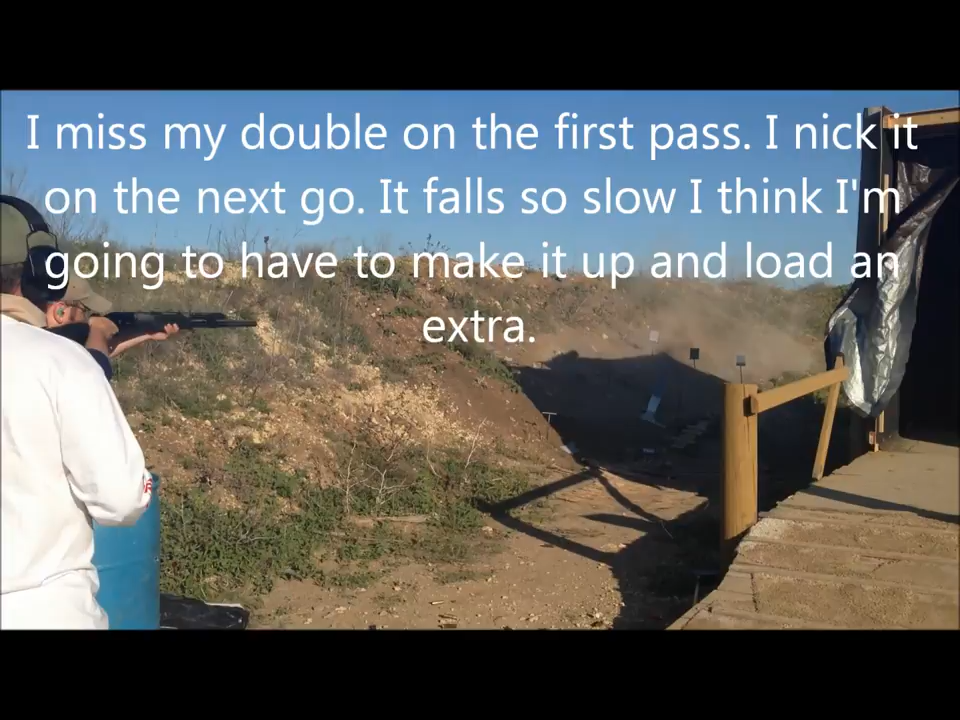 I miss my double on the first pass. I nick it
on the next go. It falls so slow I think I'm
going to have to make it up and load an
extra.